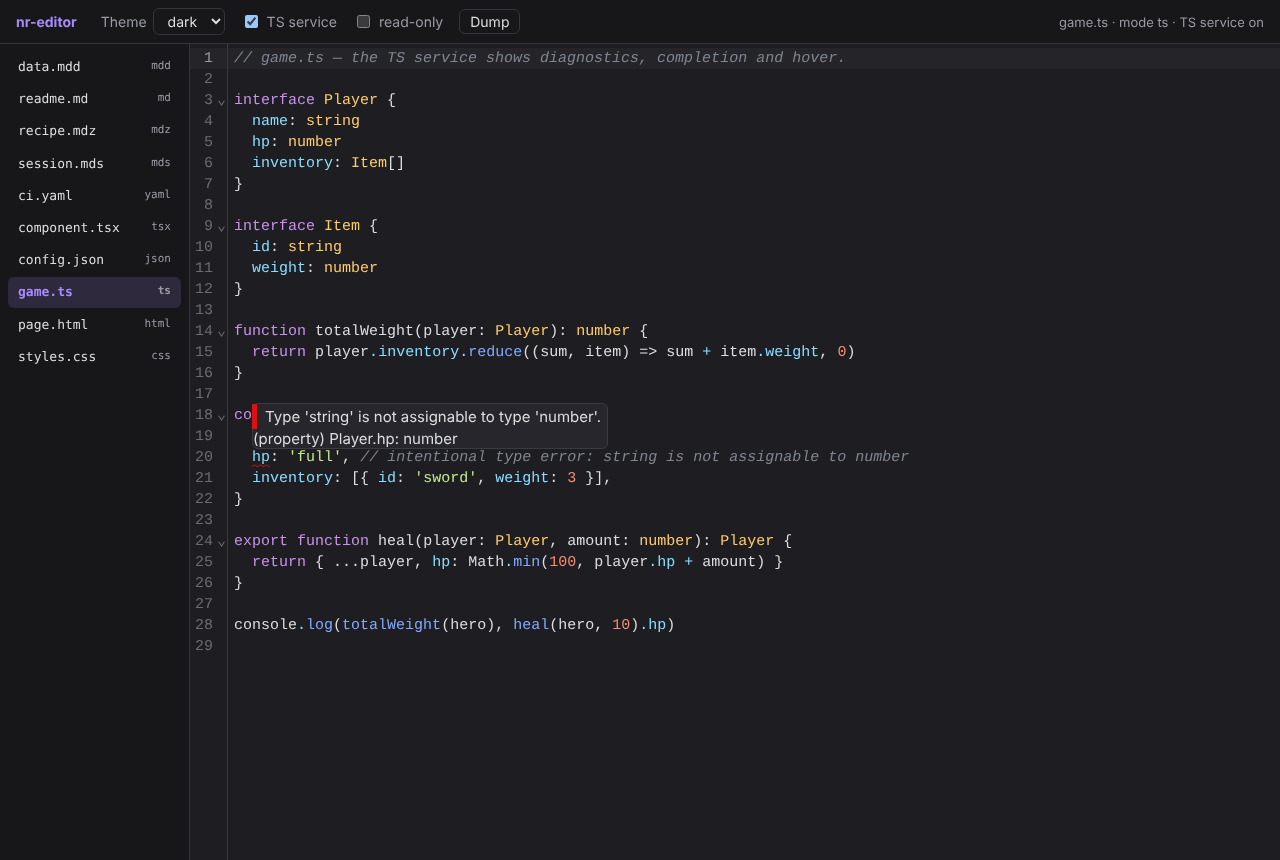 nr-editor Theme dark TS service read-only Dump game.ts · mode ts · TS service on
data.mdd mdd
readme.md md
recipe.mdz mdz
session.mds mds
ci.yaml yaml
component.tsx tsx
config.json json
game.ts ts
page.html html
styles.css css
1 // game.ts — the TS service shows diagnostics, completion and hover.
2
3 interface Player {
4   name: string
5   hp: number
6   inventory: Item[]
7 }
8
9 interface Item {
10   id: string
11   weight: number
12 }
13
14 function totalWeight(player: Player): number {
15   return player.inventory.reduce((sum, item) => sum + item.weight, 0)
16 }
17
18 co
Type 'string' is not assignable to type 'number'.
19
(property) Player.hp: number
20   hp: 'full', // intentional type error: string is not assignable to number
21   inventory: [{ id: 'sword', weight: 3 }],
22 }
23
24 export function heal(player: Player, amount: number): Player {
25   return { ...player, hp: Math.min(100, player.hp + amount) }
26 }
27
28 console.log(totalWeight(hero), heal(hero, 10).hp)
29